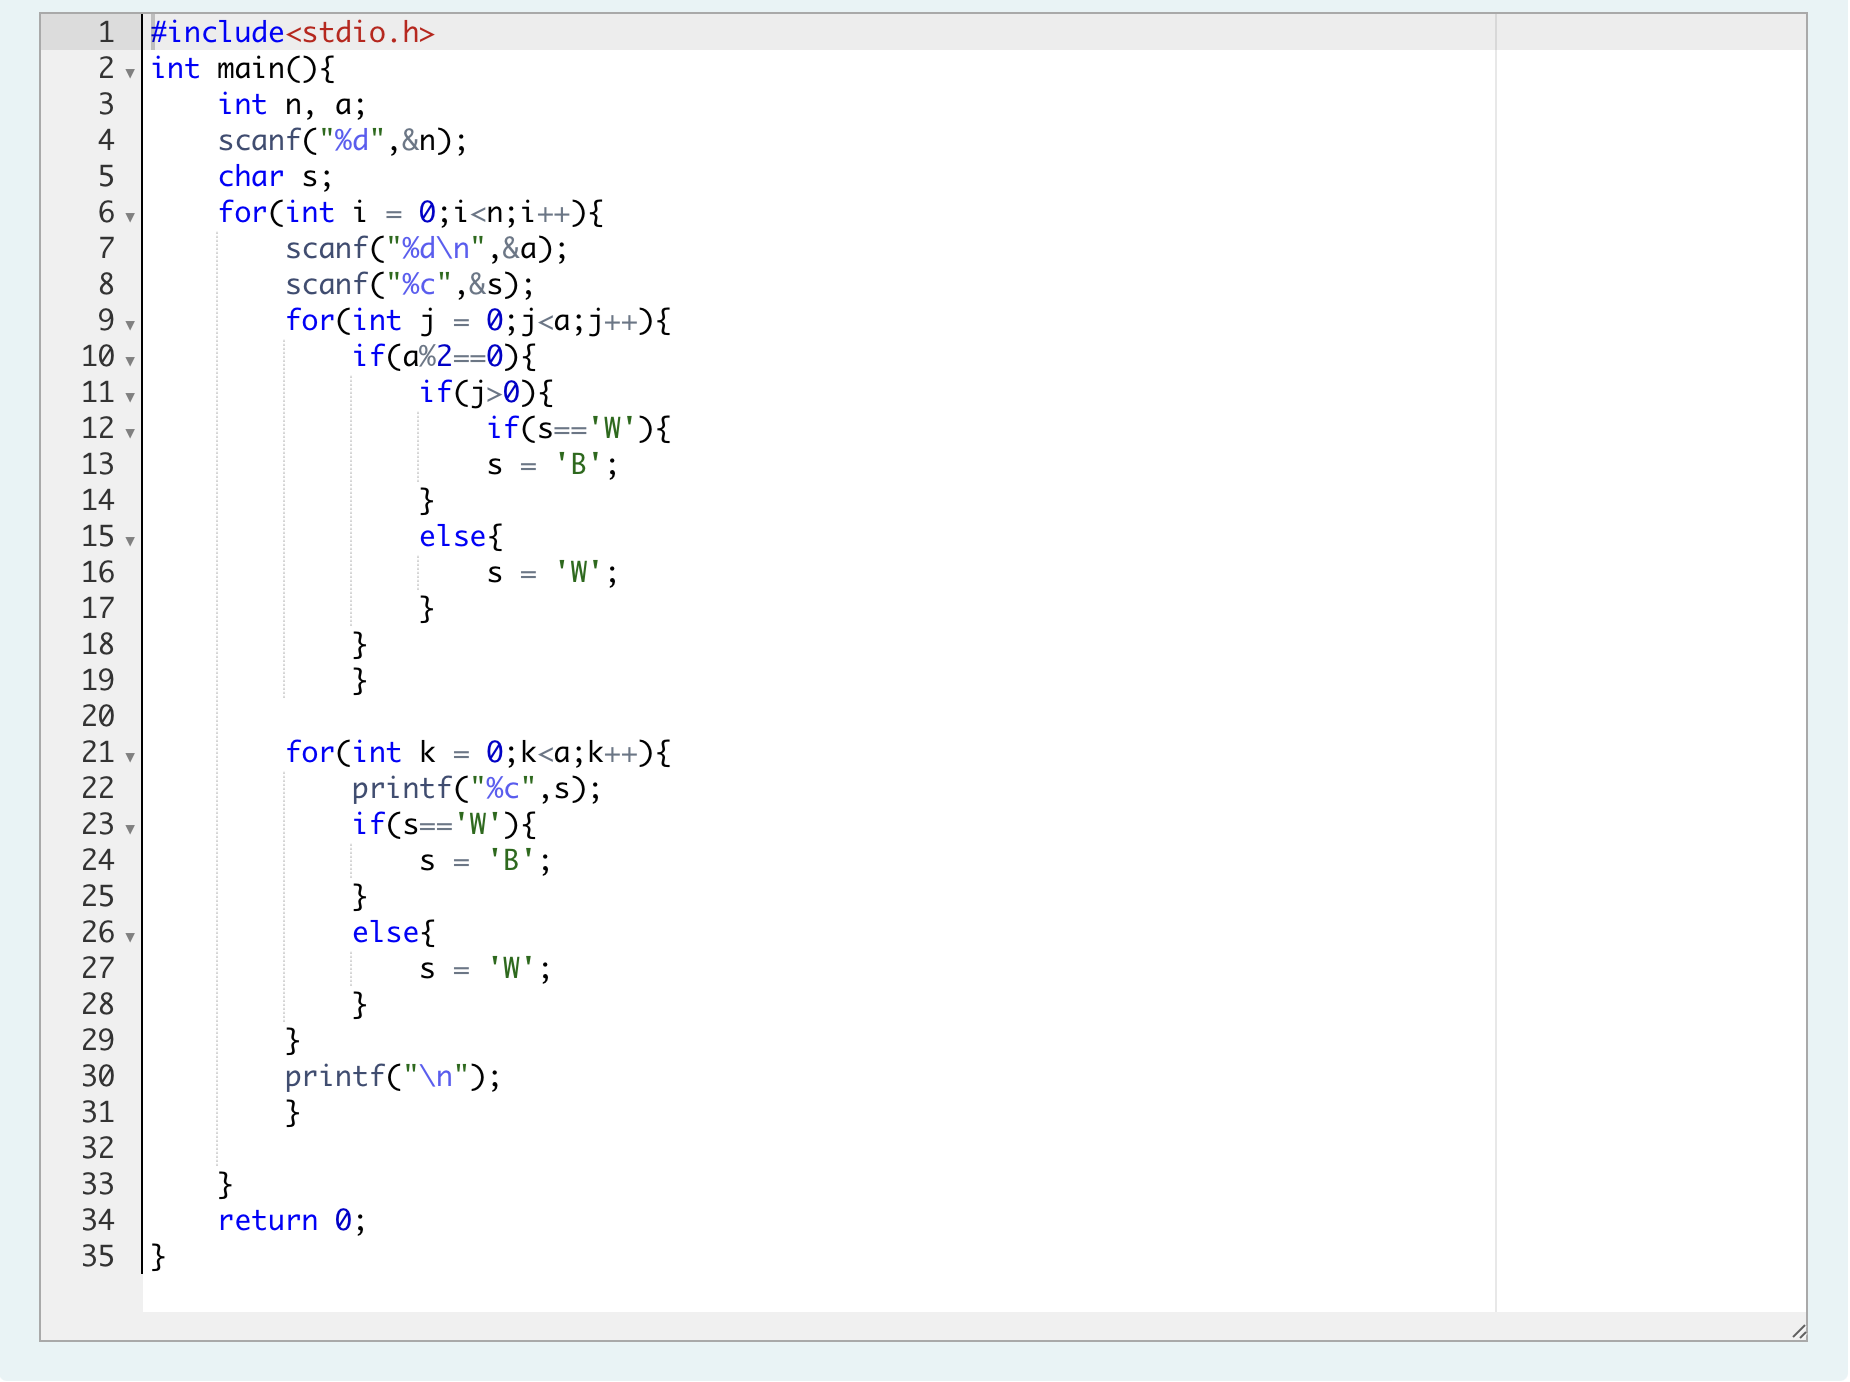 1 #include<stdio.h>
2 int main(){
3     int n, a;
4     scanf("%d",&n);
5     char s;
6     for(int i = 0;i<n;i++){
7         scanf("%d\n",&a);
8         scanf("%c",&s);
9         for(int j = 0;j<a;j++){
10             if(a%2==0){
11                 if(j>0){
12                     if(s=='W'){
13                     s = 'B';
14                 }
15                 else{
16                     s = 'W';
17                 }
18             }
19             }
20
21         for(int k = 0;k<a;k++){
22             printf("%c",s);
23             if(s=='W'){
24                 s = 'B';
25             }
26             else{
27                 s = 'W';
28             }
29         }
30         printf("\n");
31         }
32
33     }
34     return 0;
35 }